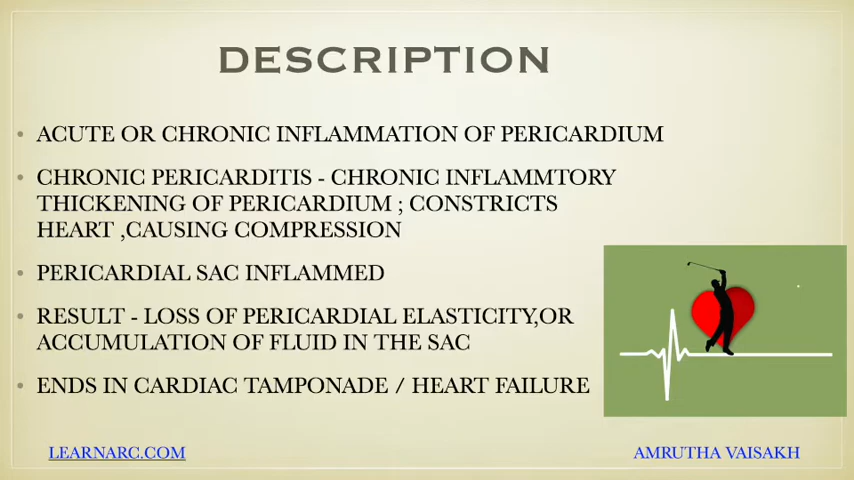 DESCRIPTION
• ACUTE OR CHRONIC INFLAMMATION OF PERICARDIUM
• CHRONIC PERICARDITIS - CHRONIC INFLAMMTORY
THICKENING OF PERICARDIUM ; CONSTRICTS
HEART ,CAUSING COMPRESSION
• PERICARDIAL SAC INFLAMMED
• RESULT - LOSS OF PERICARDIAL ELASTICITY,OR
ACCUMULATION OF FLUID IN THE SAC
• ENDS IN CARDIAC TAMPONADE / HEART FAILURE
LEARNARC.COM
AMRUTHA VAISAKH